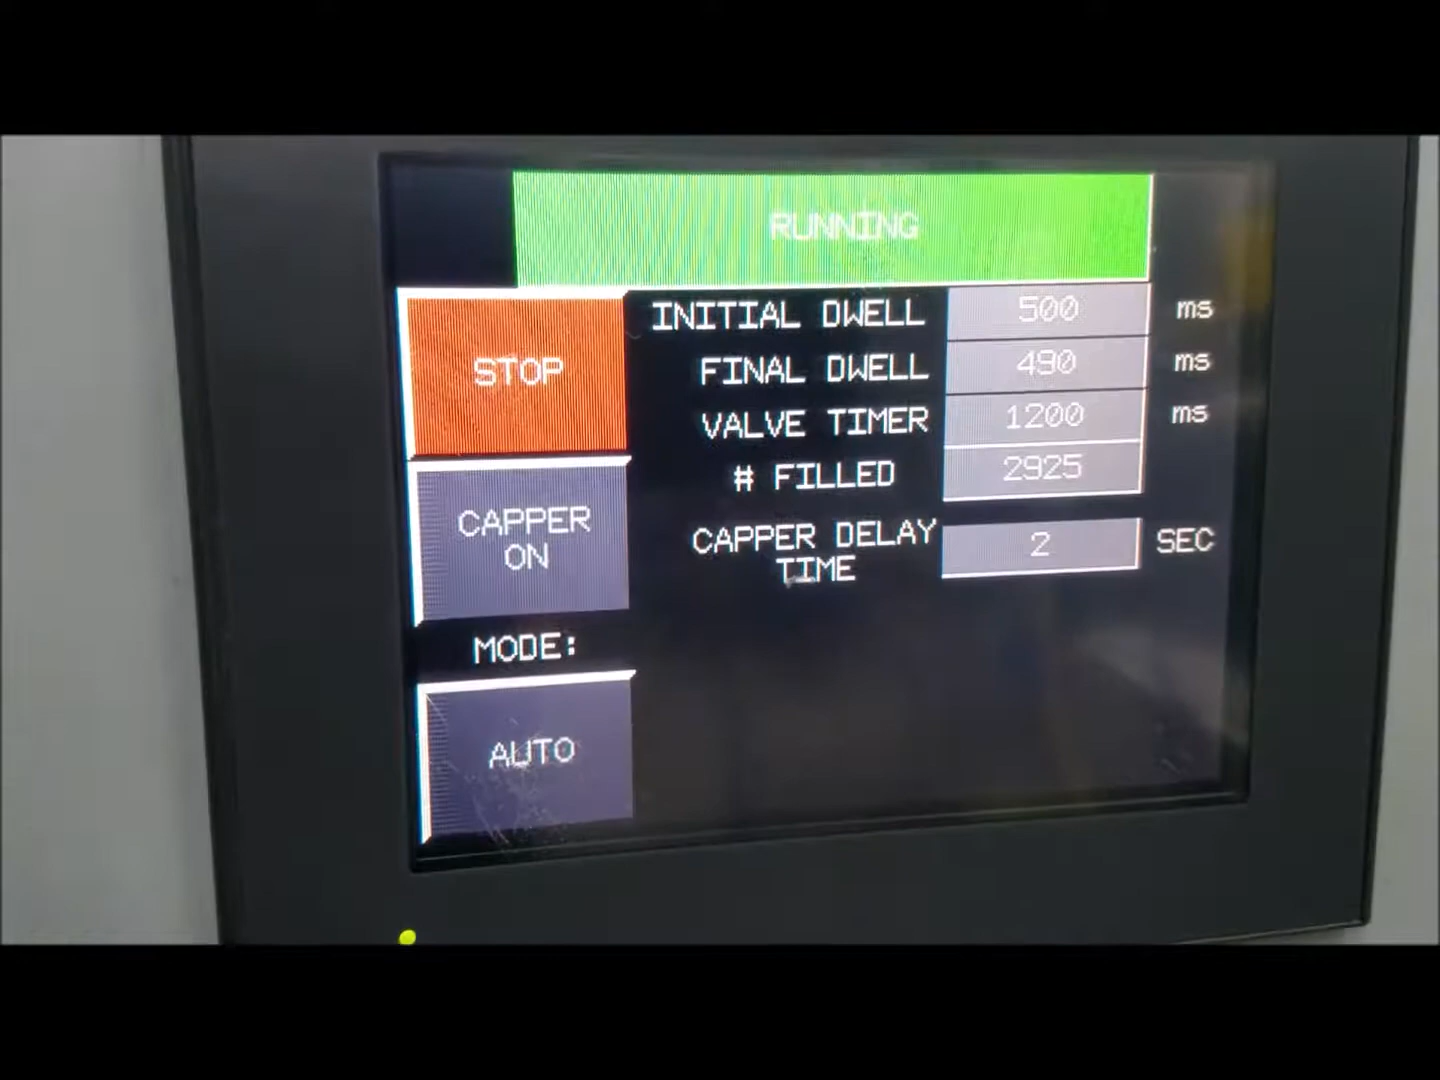 RUNNING
STOP
INITIAL DWELL 500 ms
FINAL DWELL 490 ms
VALVE TIMER 1200 ms
# FILLED 2925
CAPPER ON
CAPPER DELAY TIME 2 SEC
MODE:
AUTO